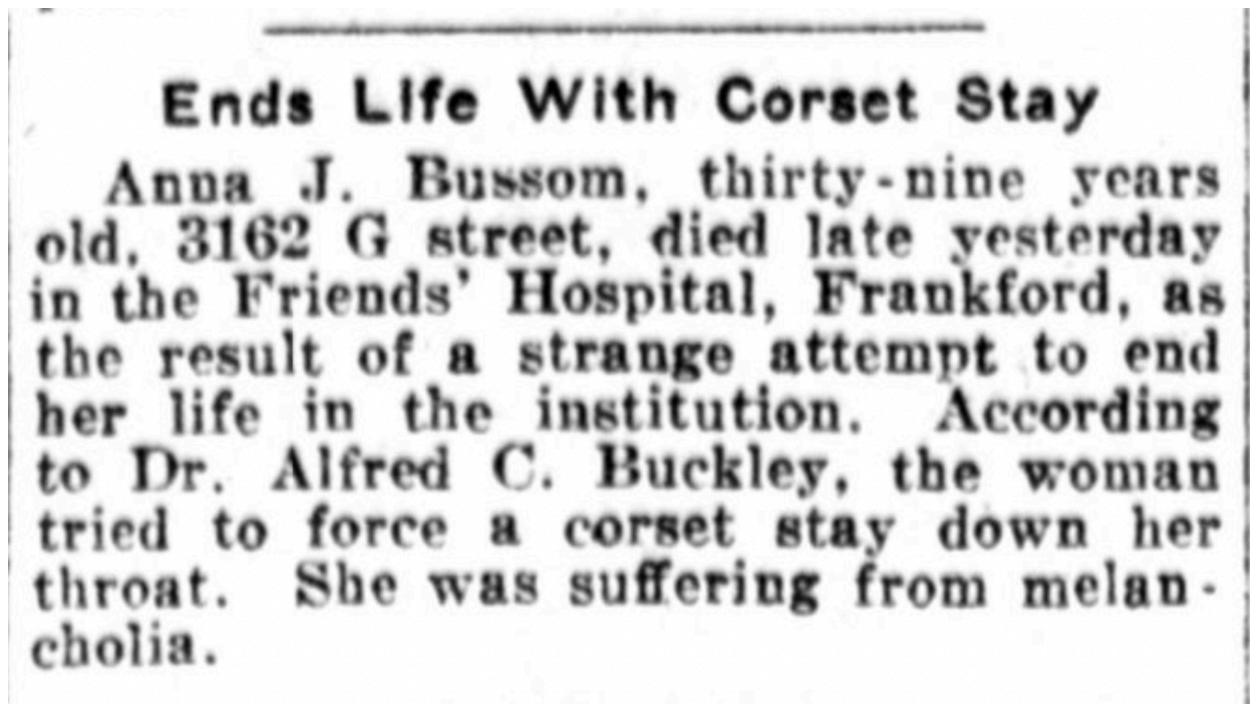 Ends Life With Corset Stay
Anna J. Bussom, thirty-nine years
old, 3162 G street, died late yesterday
in the Friends' Hospital, Frankford, as
the result of a strange attempt to end
her life in the institution. According
to Dr. Alfred C. Buckley, the woman
tried to force a corset stay down her
throat. She was suffering from melan-
cholia.